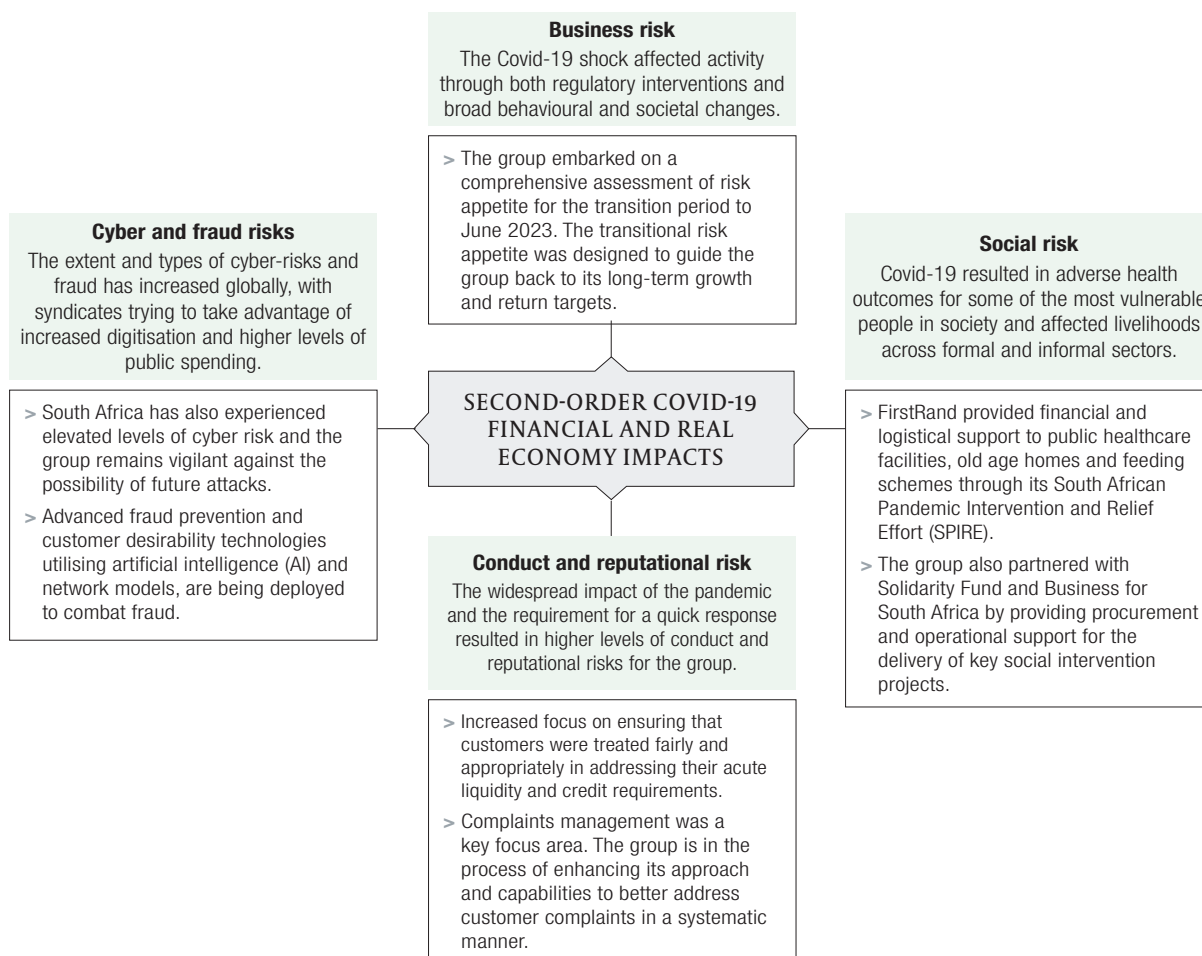 Business risk
The Covid-19 shock affected activity
through both regulatory interventions and
broad behavioural and societal changes.
> The group embarked on a
comprehensive assessment of risk
appetite for the transition period to
June 2023. The transitional risk
appetite was designed to guide the
group back to its long-term growth
and return targets.
Cyber and fraud risks
The extent and types of cyber-risks and
fraud has increased globally, with
syndicates trying to take advantage of
increased digitisation and higher levels of
public spending.
> South Africa has also experienced
elevated levels of cyber risk and the
group remains vigilant against the
possibility of future attacks.
> Advanced fraud prevention and
customer desirability technologies
utilising artificial intelligence (AI) and
network models, are being deployed
to combat fraud.
SECOND-ORDER COVID-19
FINANCIAL AND REAL
ECONOMY IMPACTS
Social risk
Covid-19 resulted in adverse health
outcomes for some of the most vulnerable
people in society and affected livelihoods
across formal and informal sectors.
> FirstRand provided financial and
logistical support to public healthcare
facilities, old age homes and feeding
schemes through its South African
Pandemic Intervention and Relief
Effort (SPIRE).
> The group also partnered with
Solidarity Fund and Business for
South Africa by providing procurement
and operational support for the
delivery of key social intervention
projects.
Conduct and reputational risk
The widespread impact of the pandemic
and the requirement for a quick response
resulted in higher levels of conduct and
reputational risks for the group.
> Increased focus on ensuring that
customers were treated fairly and
appropriately in addressing their acute
liquidity and credit requirements.
> Complaints management was a
key focus area. The group is in the
process of enhancing its approach
and capabilities to better address
customer complaints in a systematic
manner.